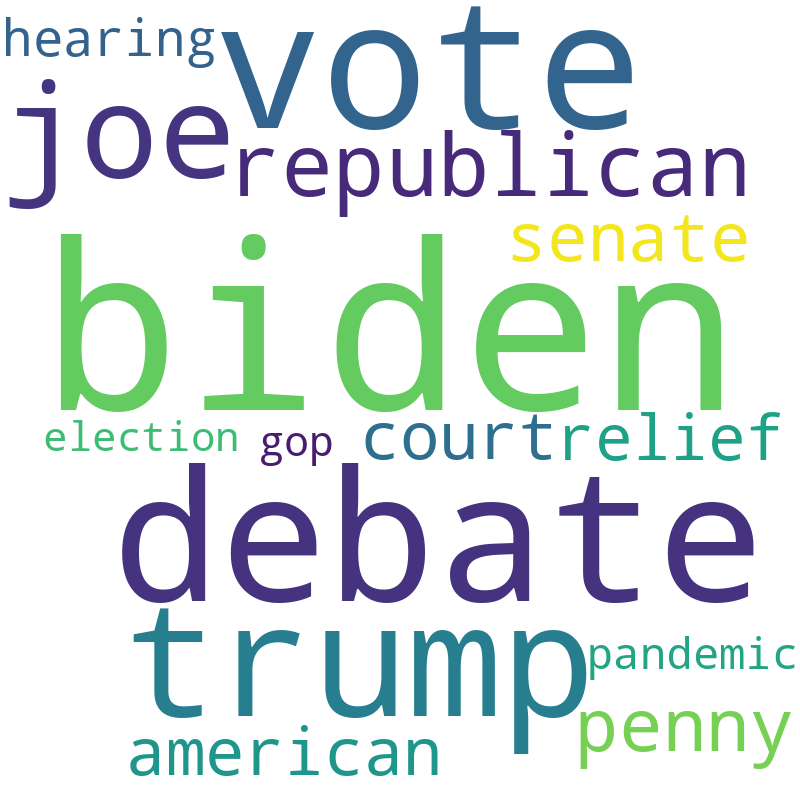 hearing
vote
joe
republican
senate
biden
election
gop
court
relief
debate
trump
pandemic
penny
american